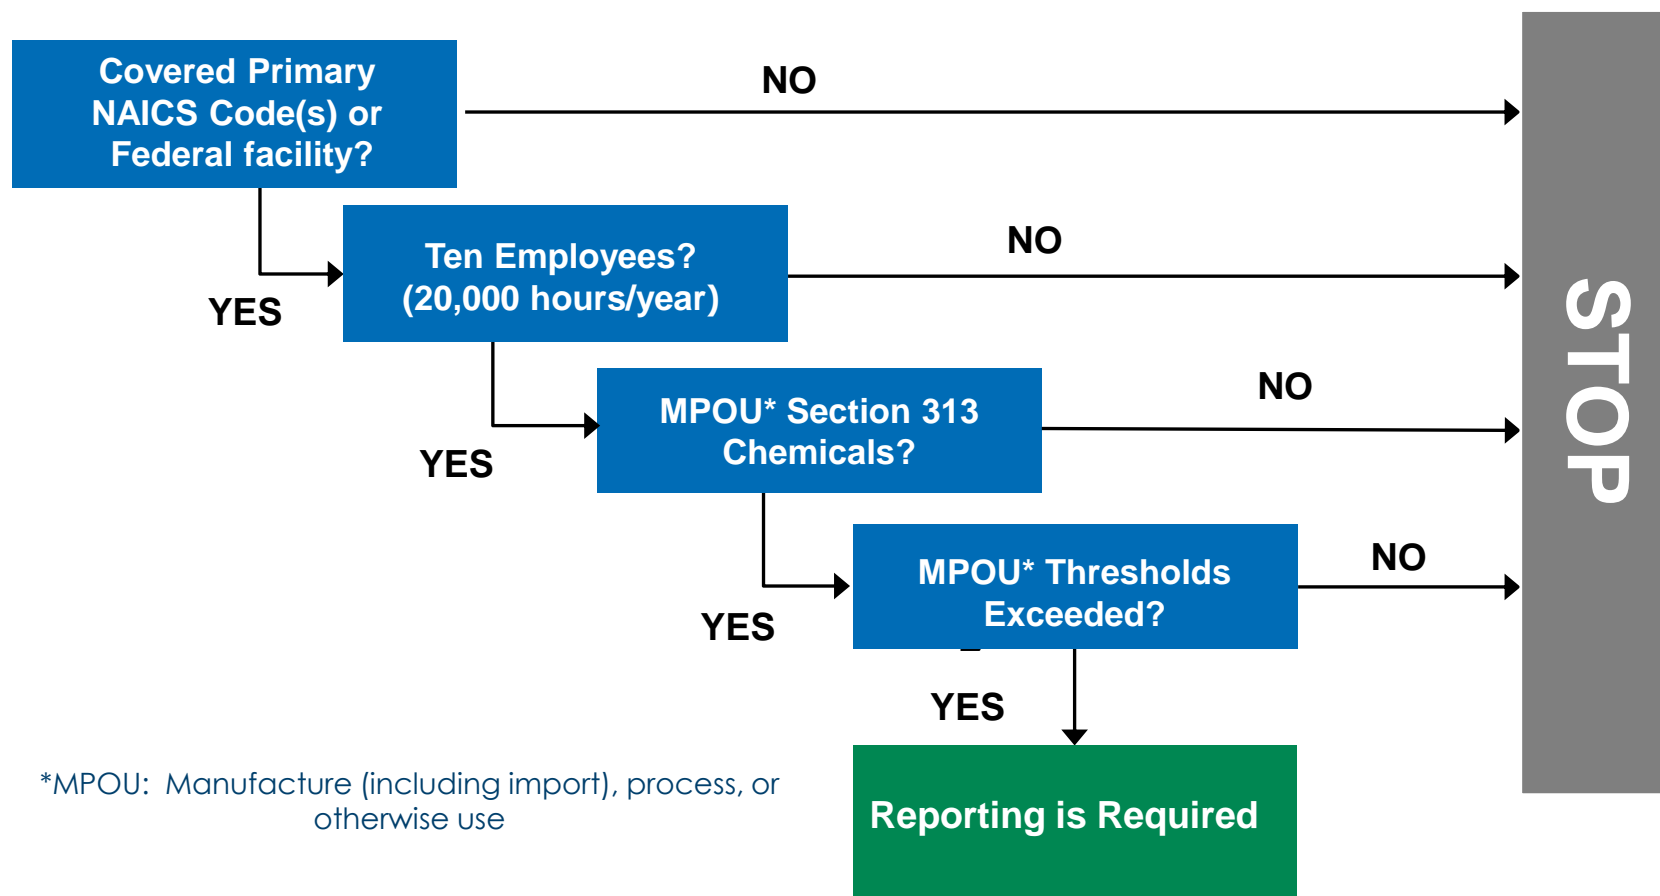 Covered Primary
NAICS Code(s) or
Federal facility?
NO
Ten Employees?
(20,000 hours/year)
NO
YES
MPOU* Section 313
Chemicals?
NO
YES
MPOU* Thresholds
Exceeded?
NO
YES
YES
Reporting is Required
STOP
*MPOU: Manufacture (including import), process, or
otherwise use